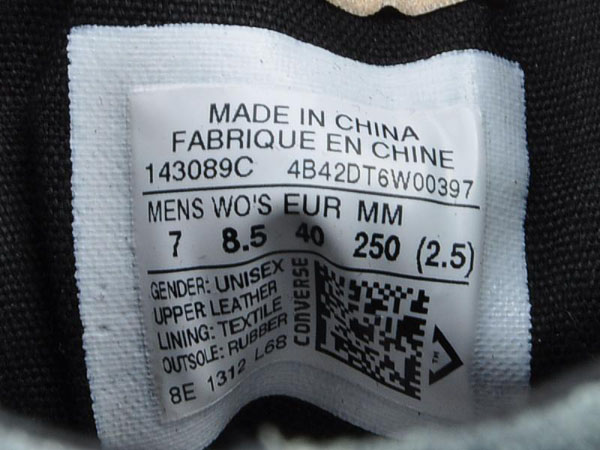 MADE IN CHINA
FABRIQUE EN CHINE
143089C 4B42DT6W00397
MENS WO'S EUR MM
7 8.5 40 250 (2.5)
GENDER: UNISEX
UPPER: LEATHER
LINING: TEXTILE
OUTSOLE: RUBBER
8E 1312 L68
CONVERSE
TM